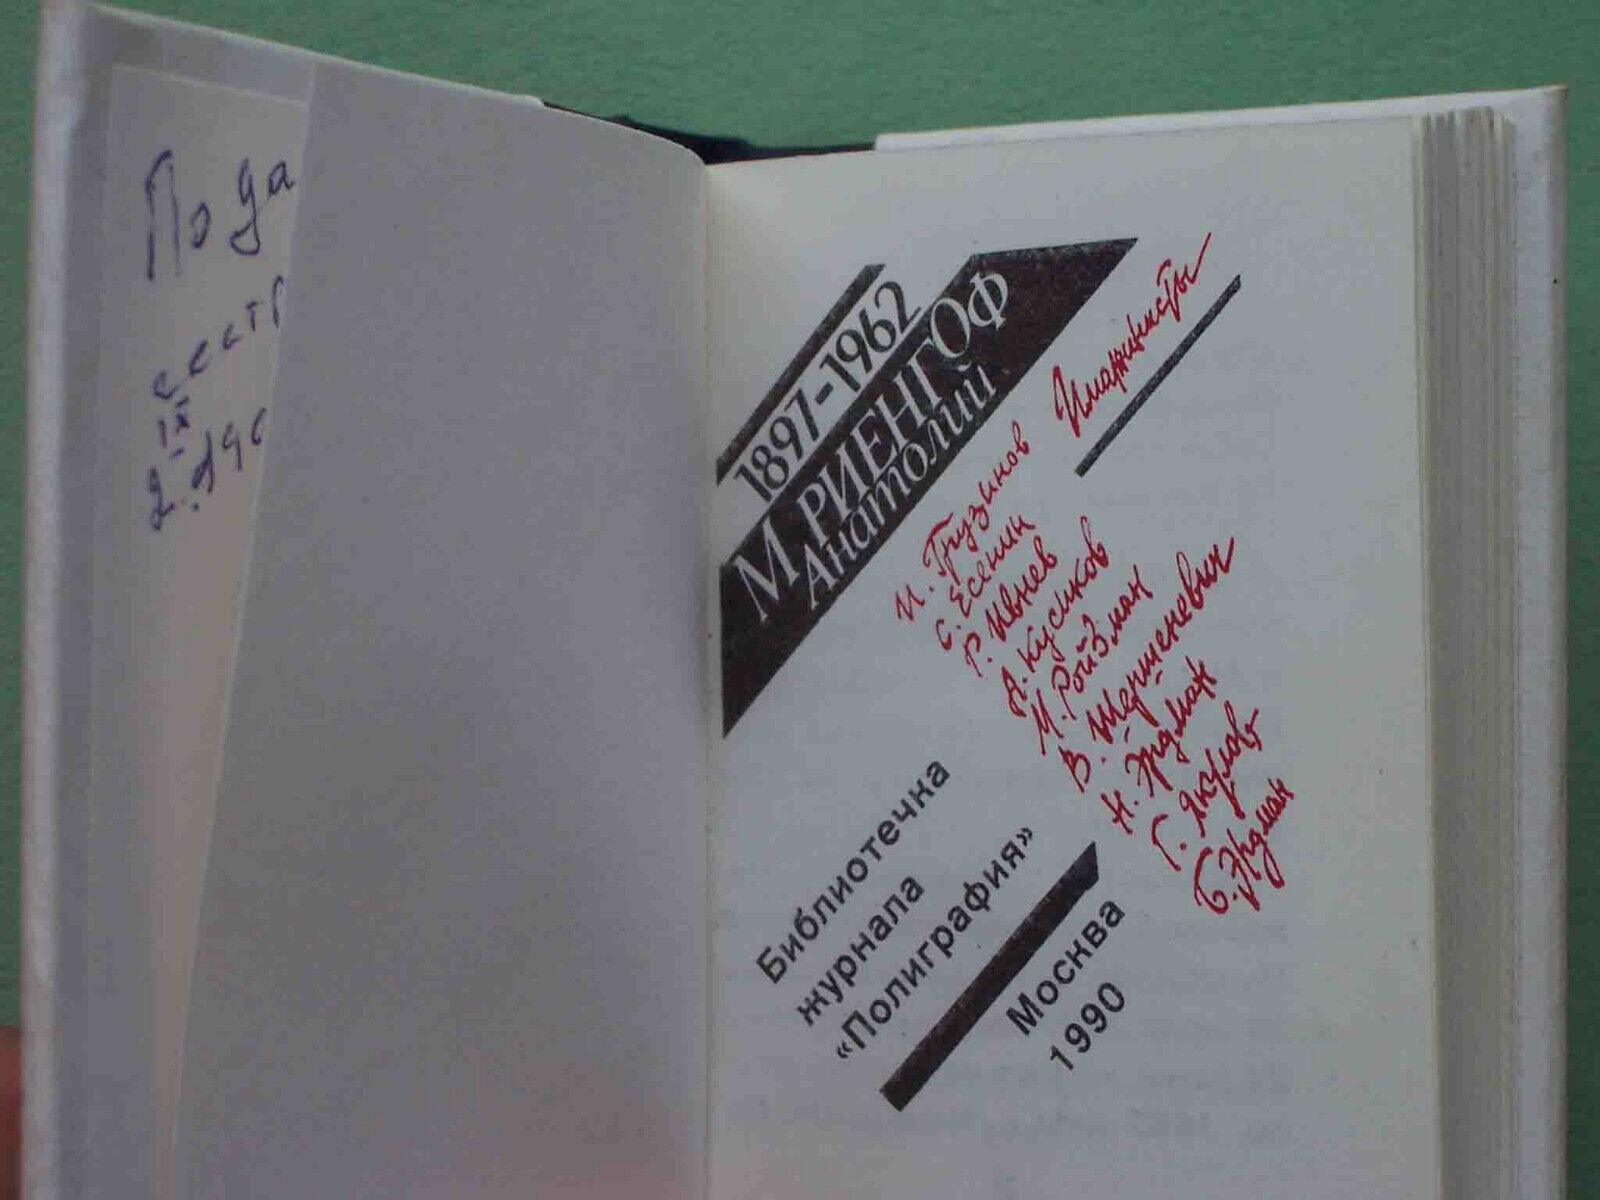 Пода
сестр
IX
1897-1962
МАРИЕНГОФ
Анатолий
Имажинисты
И. Грузинов
С. Есенин
Р. Ивнев
А. Кусиков
М. Ройзман
В. Шершеневич
Н. Эрдман
Г. Якулов
Б. Эрдман
Библиотечка
журнала
«Полиграфия»
Москва
1990